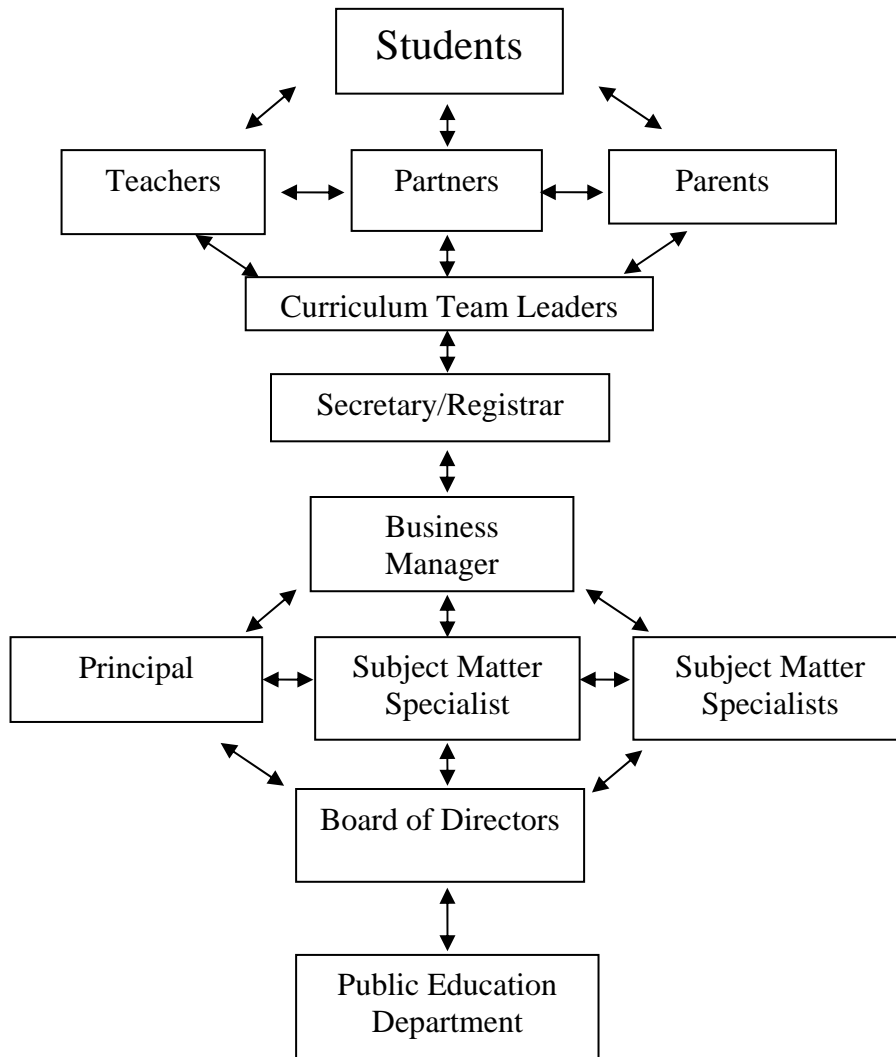 Students
Teachers
Partners
Parents
Curriculum Team Leaders
Secretary/Registrar
Business
Manager
Principal
Subject Matter
Specialist
Subject Matter
Specialists
Board of Directors
Public Education
Department